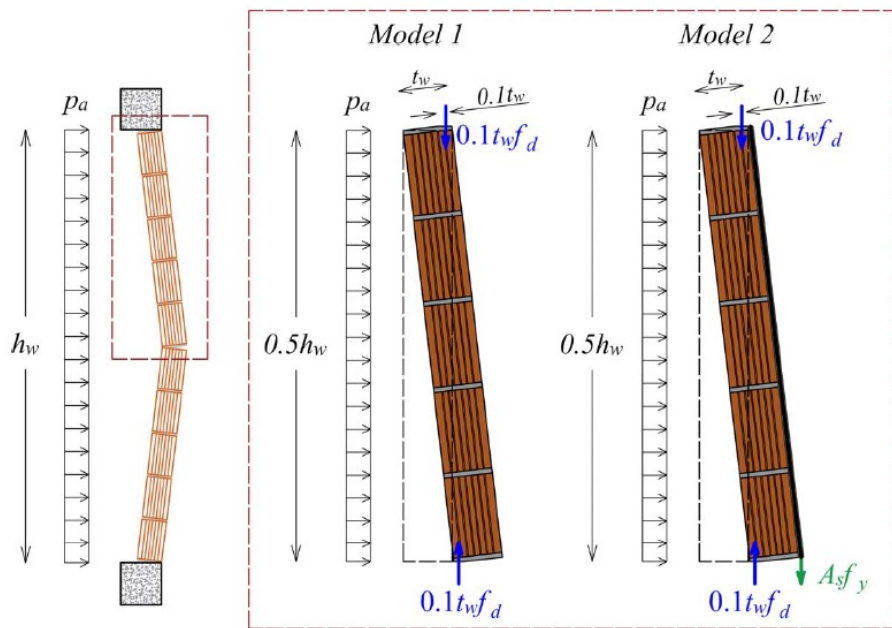 Model 1
Model 2
pa
tw
0.1tw
0.1twfd
hw
0.5hw
0.1twfd
pa
tw
0.1tw
0.1twfd
0.5hw
0.1twfd
Asfy
pa